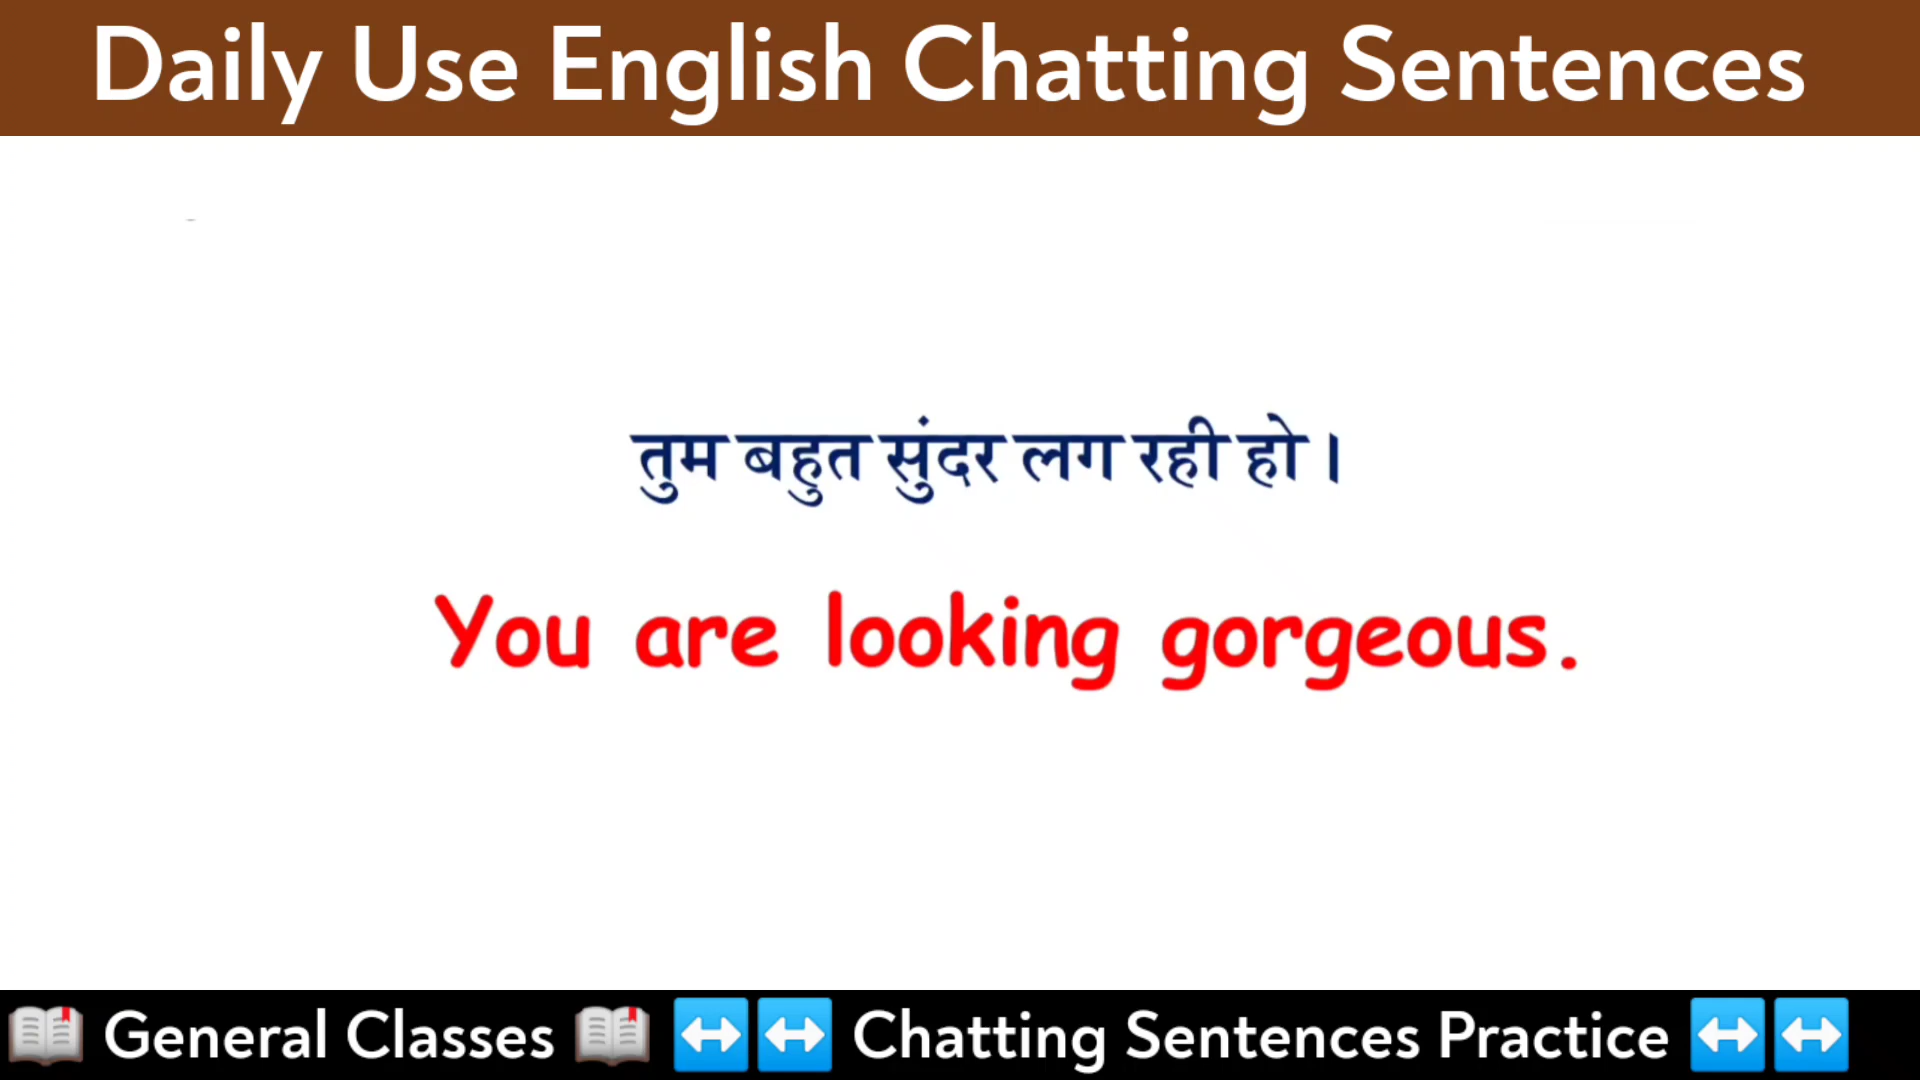 Daily Use English Chatting Sentences
तुम बहुत सुंदर लग रही हो।
You are looking gorgeous.
📖 General Classes 📖 ↔️↔️ Chatting Sentences Practice ↔️↔️